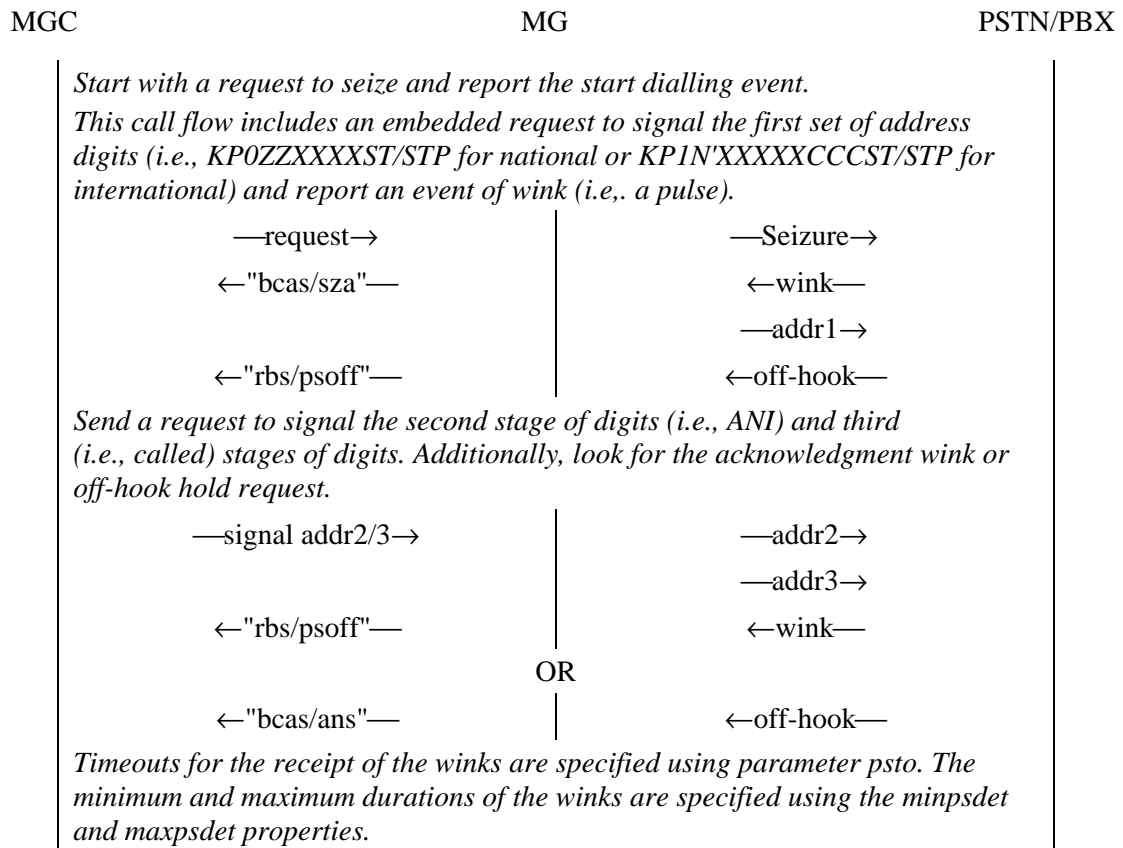 MGC MG PSTN/PBX
Start with a request to seize and report the start dialling event.
This call flow includes an embedded request to signal the first set of address
digits (i.e., KP0ZZXXXXST/STP for national or KP1N'XXXXXCCCST/STP for
international) and report an event of wink (i.e,. a pulse).
—request→ —Seizure→
←"bcas/sza"— ←wink—
—addr1→
←"rbs/psoff"— ←off-hook—
Send a request to signal the second stage of digits (i.e., ANI) and third
(i.e., called) stages of digits. Additionally, look for the acknowledgment wink or
off-hook hold request.
—signal addr2/3→ —addr2→
—addr3→
←"rbs/psoff"— ←wink—
OR
←"bcas/ans"— ←off-hook—
Timeouts for the receipt of the winks are specified using parameter psto. The
minimum and maximum durations of the winks are specified using the minpsdet
and maxpsdet properties.